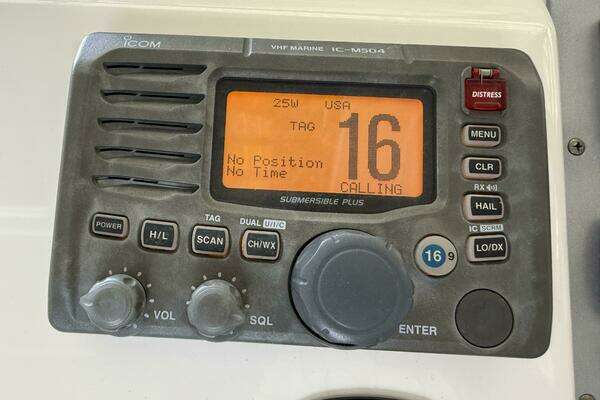 ICOM
VHF MARINE IC-M504
25W USA
TAG
16
No Position
No Time
CALLING
SUBMERSIBLE PLUS
DISTRESS
MENU
CLR
RX
HAIL
IC SCRM
LO/DX
POWER
H/L
TAG
SCAN
DUAL U/I/C
CH/WX
16 9
VOL
SQL
ENTER